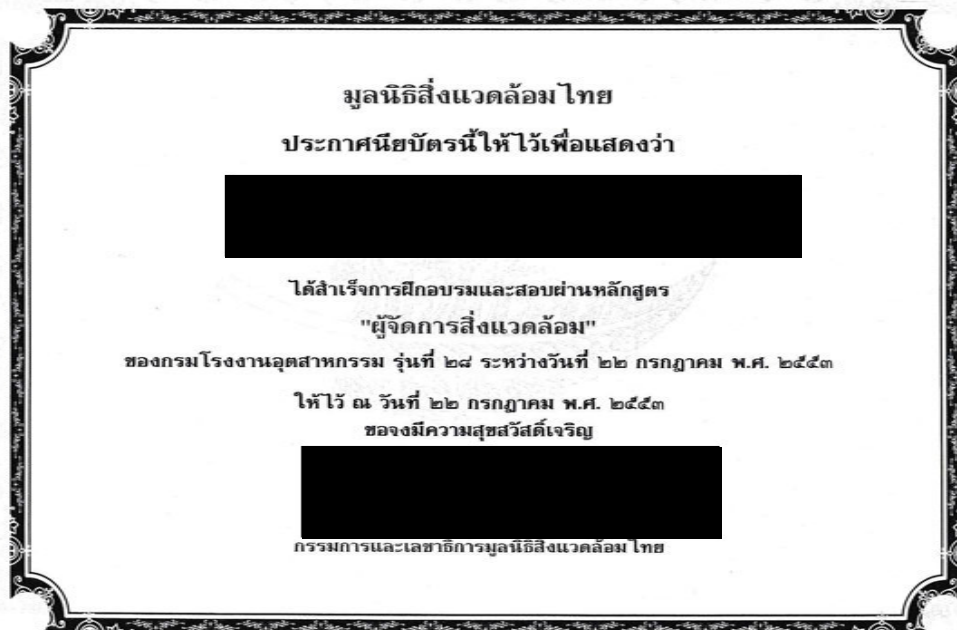 มูลนิธิสิ่งแวดล้อมไทย
ประกาศนียบัตรนี้ให้ไว้เพื่อแสดงว่า
ได้สำเร็จการฝึกอบรมและสอบผ่านหลักสูตร
"ผู้จัดการสิ่งแวดล้อม"
ของกรมโรงงานอุตสาหกรรม รุ่นที่ ๒๘ ระหว่างวันที่ ๒๒ กรกฎาคม พ.ศ. ๒๕๕๓
ให้ไว้ ณ วันที่ ๒๒ กรกฎาคม พ.ศ. ๒๕๕๓
ขอจงมีความสุขสวัสดิ์เจริญ
กรรมการและเลขาธิการมูลนิธิสิ่งแวดล้อมไทย